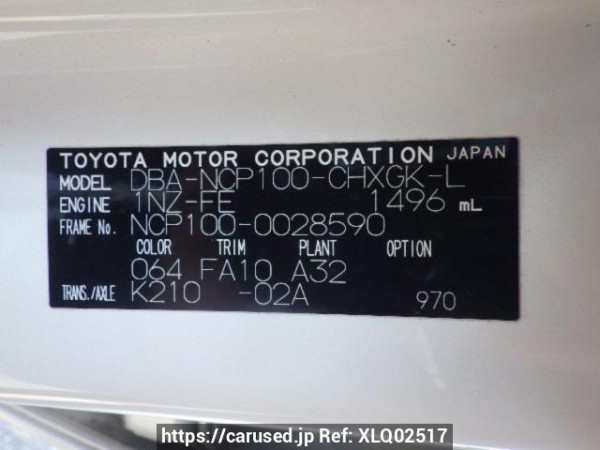 TOYOTA MOTOR CORPORATION JAPAN
MODEL DBA-NCP100-CHXGK-L
ENGINE 1NZ-FE 1496 mL
FRAME No. NCP100-0028590
COLOR TRIM PLANT OPTION
064 FA10 A32
TRANS./AXLE K210 -02A 970
https://carused.jp Ref: XLQ02517